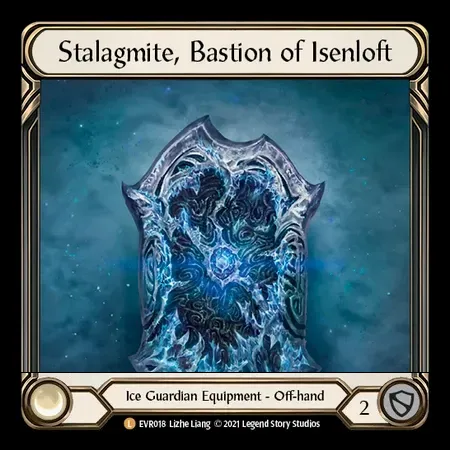 Stalagmite, Bastion of Isenloft
Ice Guardian Equipment - Off-hand
2
L EVR018 Lizhe Liang © 2021 Legend Story Studios